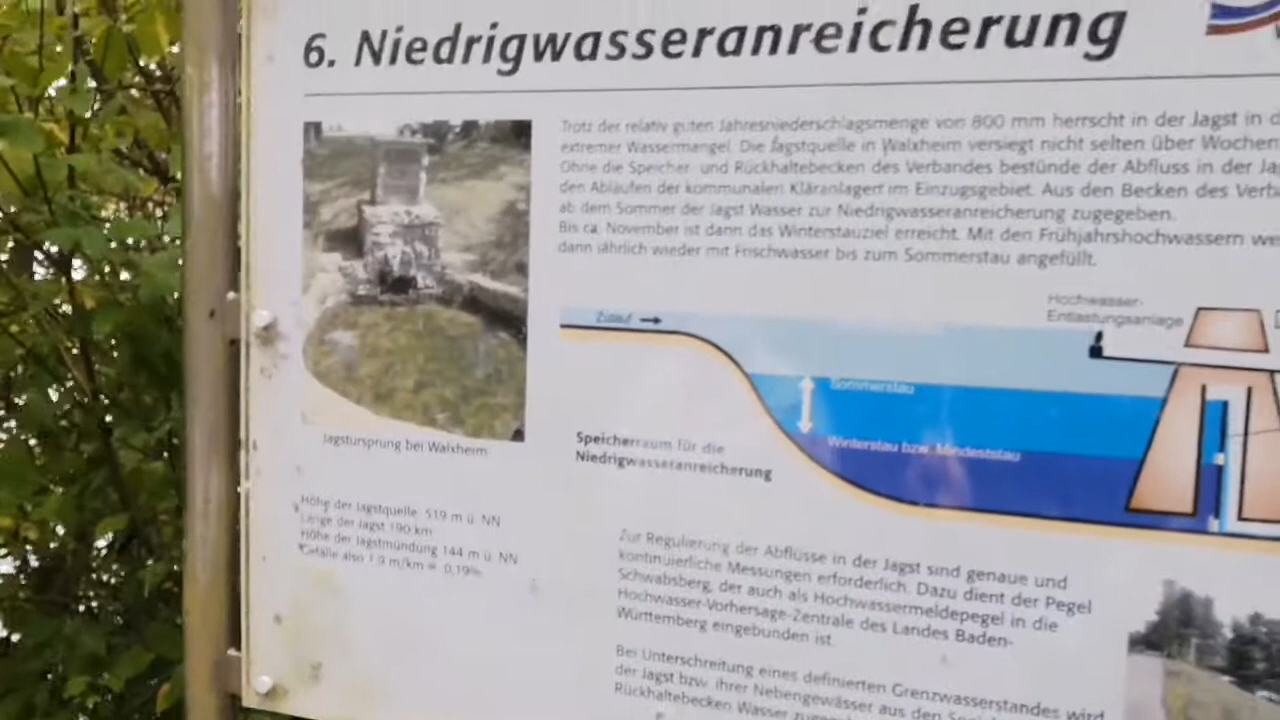 6. Niedrigwasseranreicherung
Trotz der relativ guten Jahresniederschlagsmenge von 800 mm herrscht in der Jagst in
extremer Wassermangel. Die Jagstquelle in Walxheim versiegt nicht selten über Wochen
Ohne die Speicher- und Rückhaltebecken des Verbandes bestünde der Abfluss in der
den Abläufen der kommunalen Kläranlagen im Einzugsgebiet. Aus den Becken des
ab dem Sommer der Jagst Wasser zur Niedrigwasseranreicherung zugegeben.
Bis ca. November ist dann das Winterstauziel erreicht. Mit den Frühjahrshochwassern
dann jährlich wieder mit Frischwasser bis zum Sommerstau angefüllt.
Jagstursprung bei Walxheim
Höhe der Jagstquelle 519 m ü. NN
Länge der Jagst 190 km
Höhe der Jagstmündung 144 m ü. NN
Gefälle also 1,9 m/km = 0,19%
Zulauf
Hochwasser-
Entlastungsanlage
Sommerstau
Winterstau bzw. Mindeststau
Speicherraum für die
Niedrigwasseranreicherung
Zur Regulierung der Abflüsse in der Jagst sind genaue und
kontinuierliche Messungen erforderlich. Dazu dient der Pegel
Schwabsberg, der auch als Hochwassermeldepegel in die
Hochwasser-Vorhersage-Zentrale des Landes Baden-
Württemberg eingebunden ist.
Bei Unterschreitung eines definierten Grenzwasserstandes wird
der Jagst bzw. ihrer Nebengewässer aus den
Rückhaltebecken Wasser